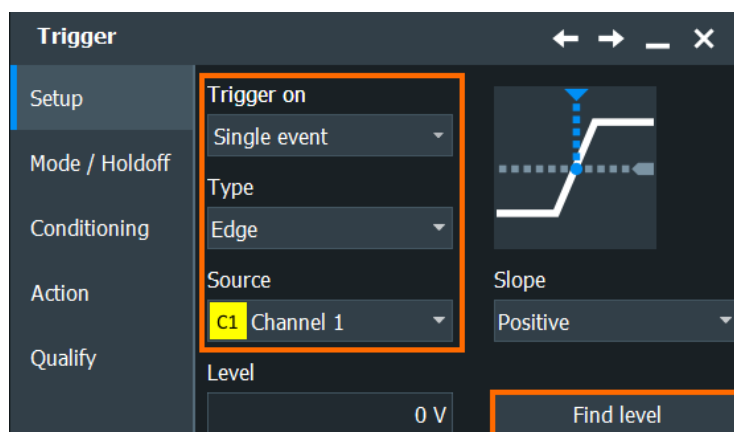 Trigger
Setup
Mode / Holdoff
Conditioning
Action
Qualify
Trigger on
Single event
Type
Edge
Source
C1 Channel 1
Slope
Positive
Level
0 V
Find level